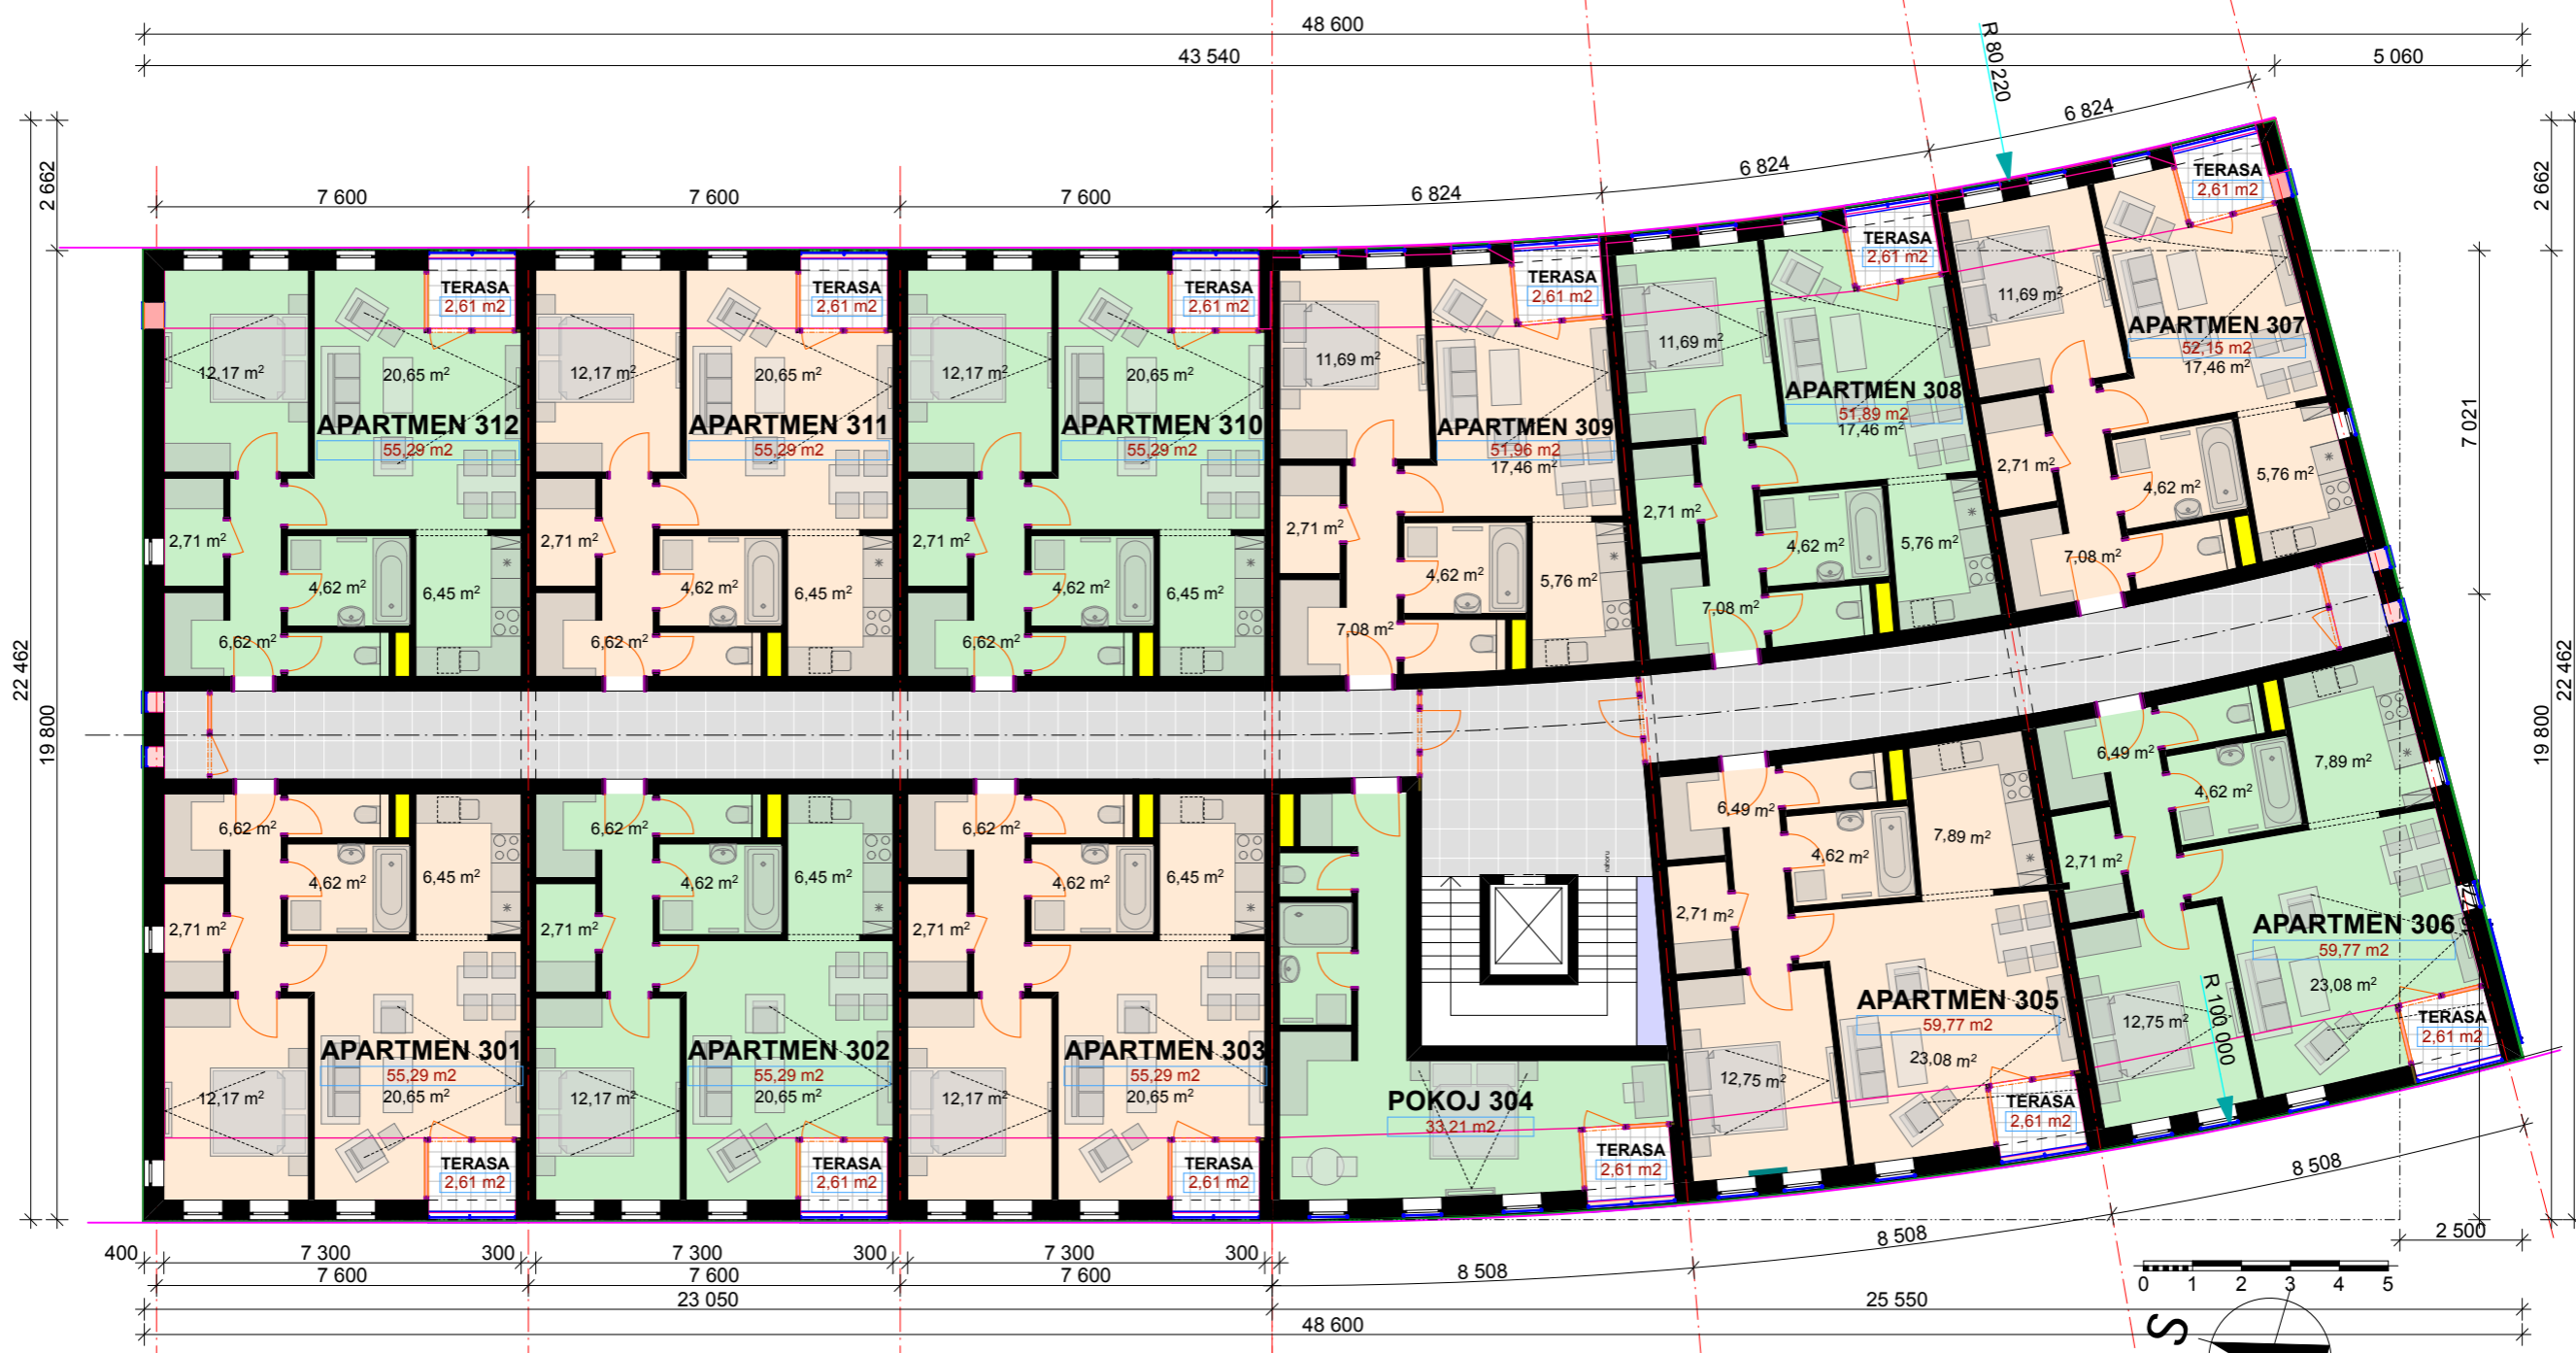 48 600
43 540
5 060
R 80 220
6 824
6 824
6 824
7 600
7 600
7 600
2 662
22 462
19 800
2 662
7 021
22 462
19 800
TERASA
2,61 m2
12,17 m²
20,65 m²
APARTMEN 312
55,29 m2
2,71 m²
4,62 m²
6,45 m²
6,62 m²
TERASA
2,61 m2
12,17 m²
20,65 m²
APARTMEN 311
55,29 m2
2,71 m²
4,62 m²
6,45 m²
6,62 m²
TERASA
2,61 m2
12,17 m²
20,65 m²
APARTMEN 310
55,29 m2
2,71 m²
4,62 m²
6,45 m²
6,62 m²
TERASA
2,61 m2
11,69 m²
APARTMEN 309
51,96 m2
17,46 m²
2,71 m²
4,62 m²
5,76 m²
7,08 m²
TERASA
2,61 m2
11,69 m²
APARTMEN 308
51,89 m2
17,46 m²
2,71 m²
4,62 m²
5,76 m²
7,08 m²
TERASA
2,61 m2
11,69 m²
APARTMEN 307
52,15 m2
17,46 m²
2,71 m²
4,62 m²
5,76 m²
7,08 m²
6,62 m²
4,62 m²
6,45 m²
2,71 m²
APARTMEN 301
55,29 m2
20,65 m²
12,17 m²
TERASA
2,61 m2
6,62 m²
4,62 m²
6,45 m²
2,71 m²
APARTMEN 302
55,29 m2
20,65 m²
12,17 m²
TERASA
2,61 m2
6,62 m²
4,62 m²
6,45 m²
2,71 m²
APARTMEN 303
55,29 m2
20,65 m²
12,17 m²
TERASA
2,61 m2
nahoru
POKOJ 304
33,21 m2
TERASA
2,61 m2
6,49 m²
4,62 m²
7,89 m²
2,71 m²
APARTMEN 305
59,77 m2
23,08 m²
12,75 m²
TERASA
2,61 m2
6,49 m²
4,62 m²
7,89 m²
2,71 m²
APARTMEN 306
59,77 m2
23,08 m²
12,75 m²
R 100 000
TERASA
2,61 m2
400
7 300
300
7 300
300
7 300
300
7 600
7 600
7 600
8 508
8 508
8 508
2 500
23 050
25 550
48 600
0 1 2 3 4 5
S